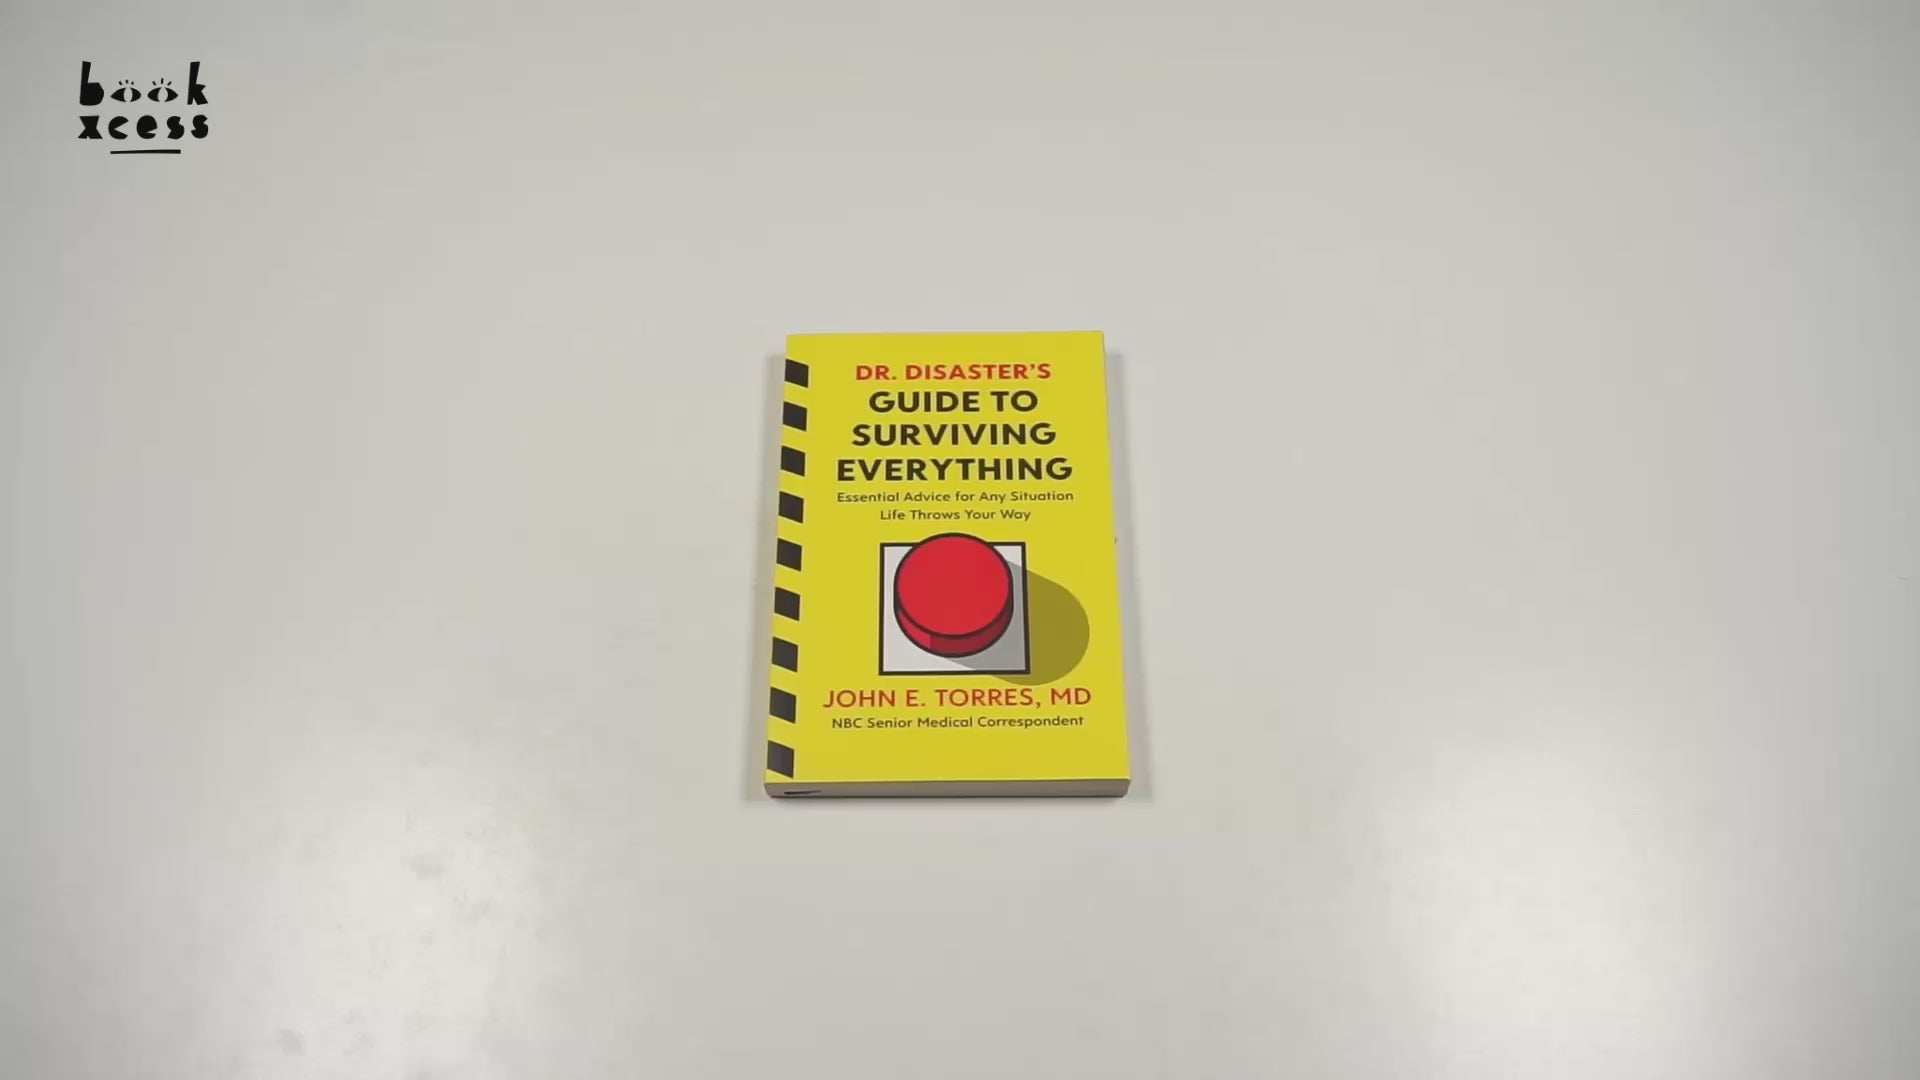 book
xcess
DR. DISASTER'S
GUIDE TO
SURVIVING
EVERYTHING
Essential Advice for Any Situation
Life Throws Your Way
JOHN E. TORRES, MD
NBC Senior Medical Correspondent